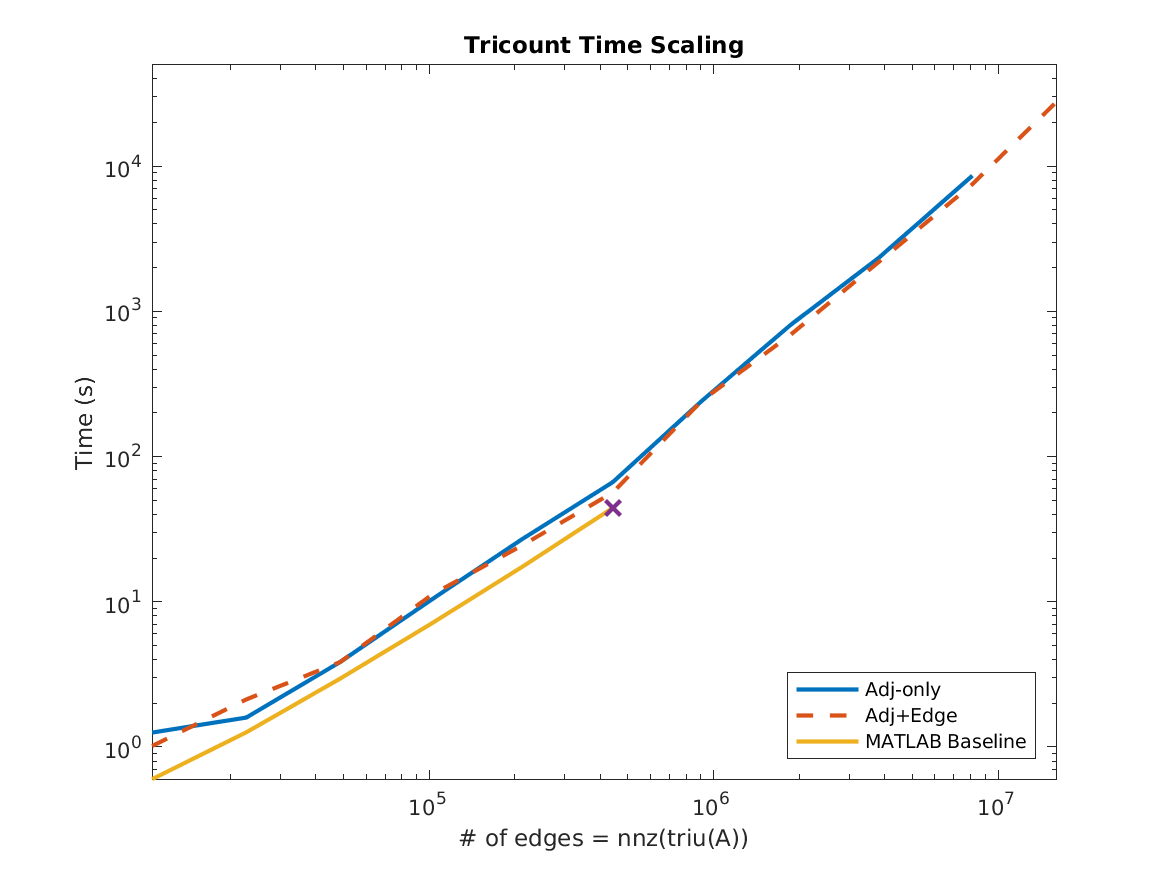 Tricount Time Scaling
Time (s)
10^4
10^3
10^2
10^1
10^0
10^5
10^6
10^7
# of edges = nnz(triu(A))
Adj-only
Adj+Edge
MATLAB Baseline